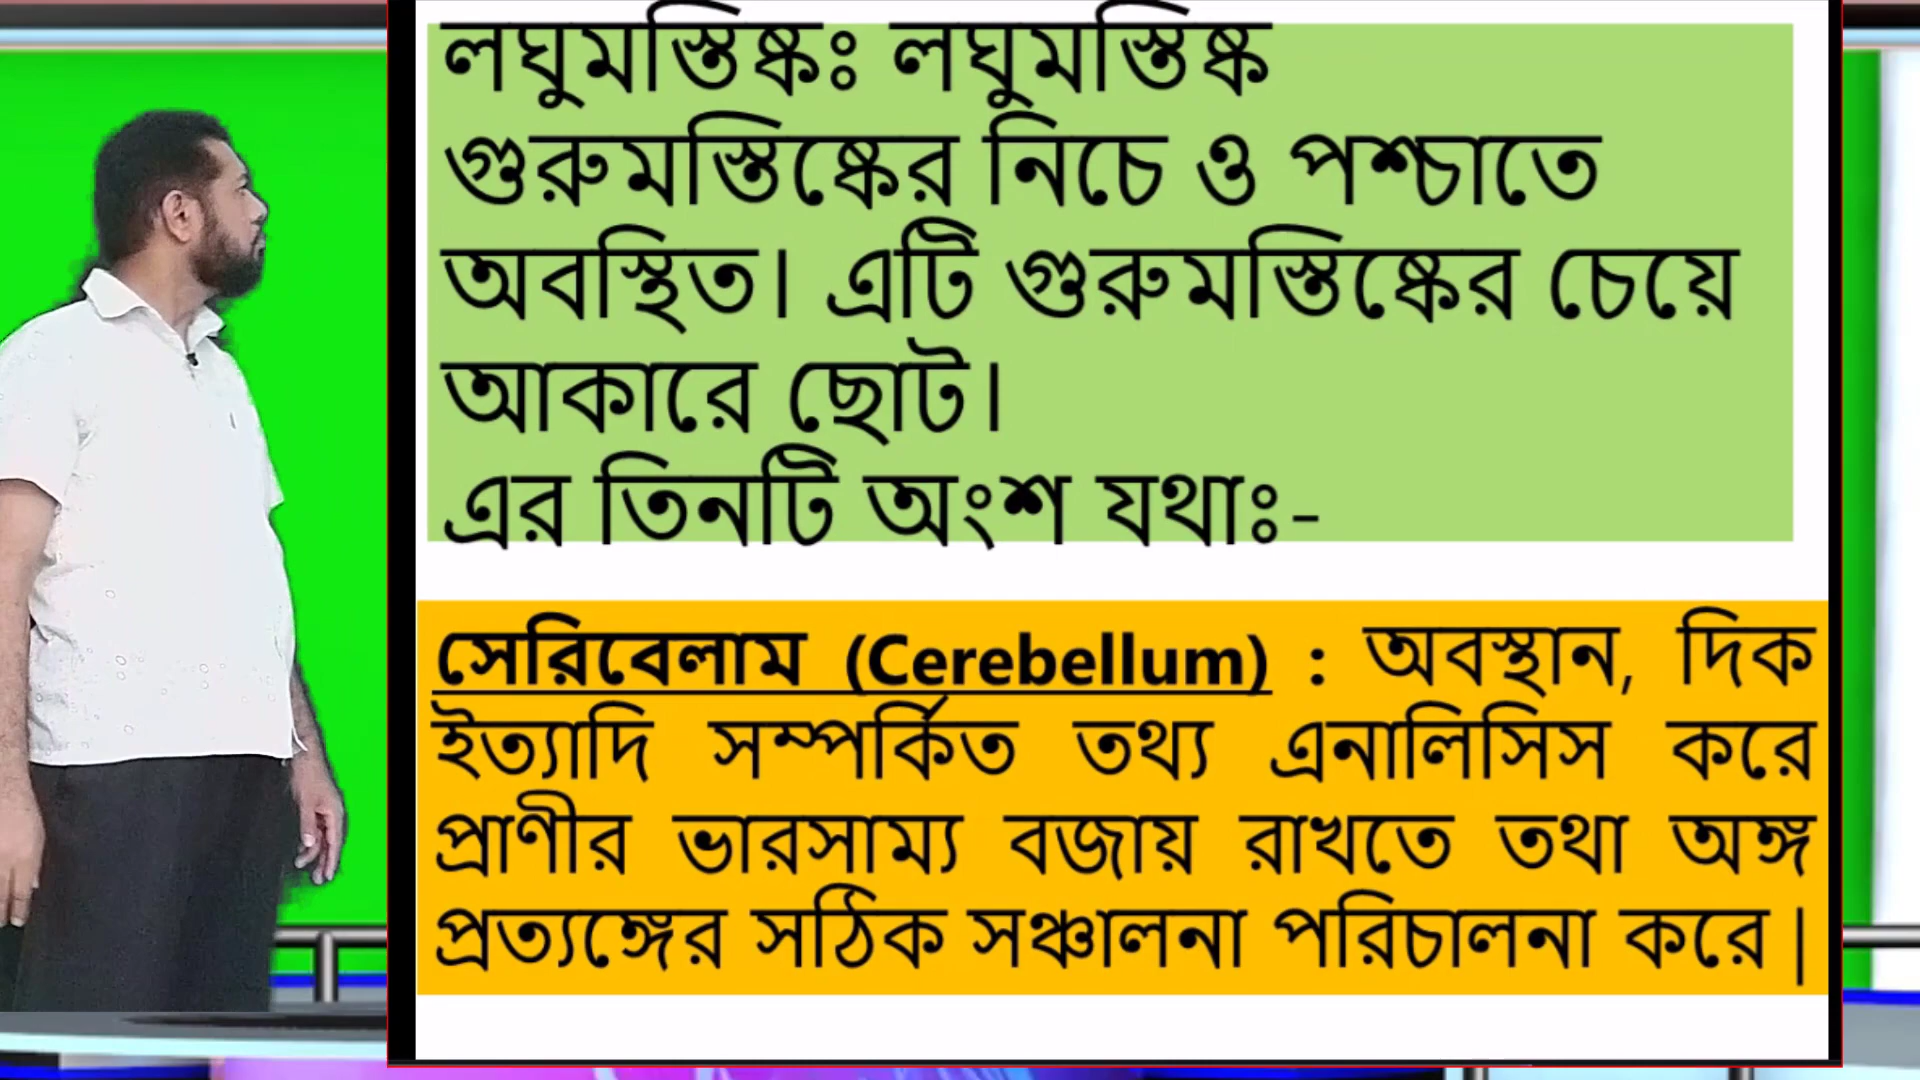 লঘুমস্তিষ্কঃ লঘুমস্তিষ্ক
গুরুমস্তিষ্কের নিচে ও পশ্চাতে
অবস্থিত। এটি গুরুমস্তিষ্কের চেয়ে
আকারে ছোট।
এর তিনটি অংশ যথাঃ-
সেরিবেলাম (Cerebellum) : অবস্থান, দিক
ইত্যাদি সম্পর্কিত তথ্য এনালিসিস করে
প্রাণীর ভারসাম্য বজায় রাখতে তথা অঙ্গ
প্রত্যঙ্গের সঠিক সঞ্চালনা পরিচালনা করে|